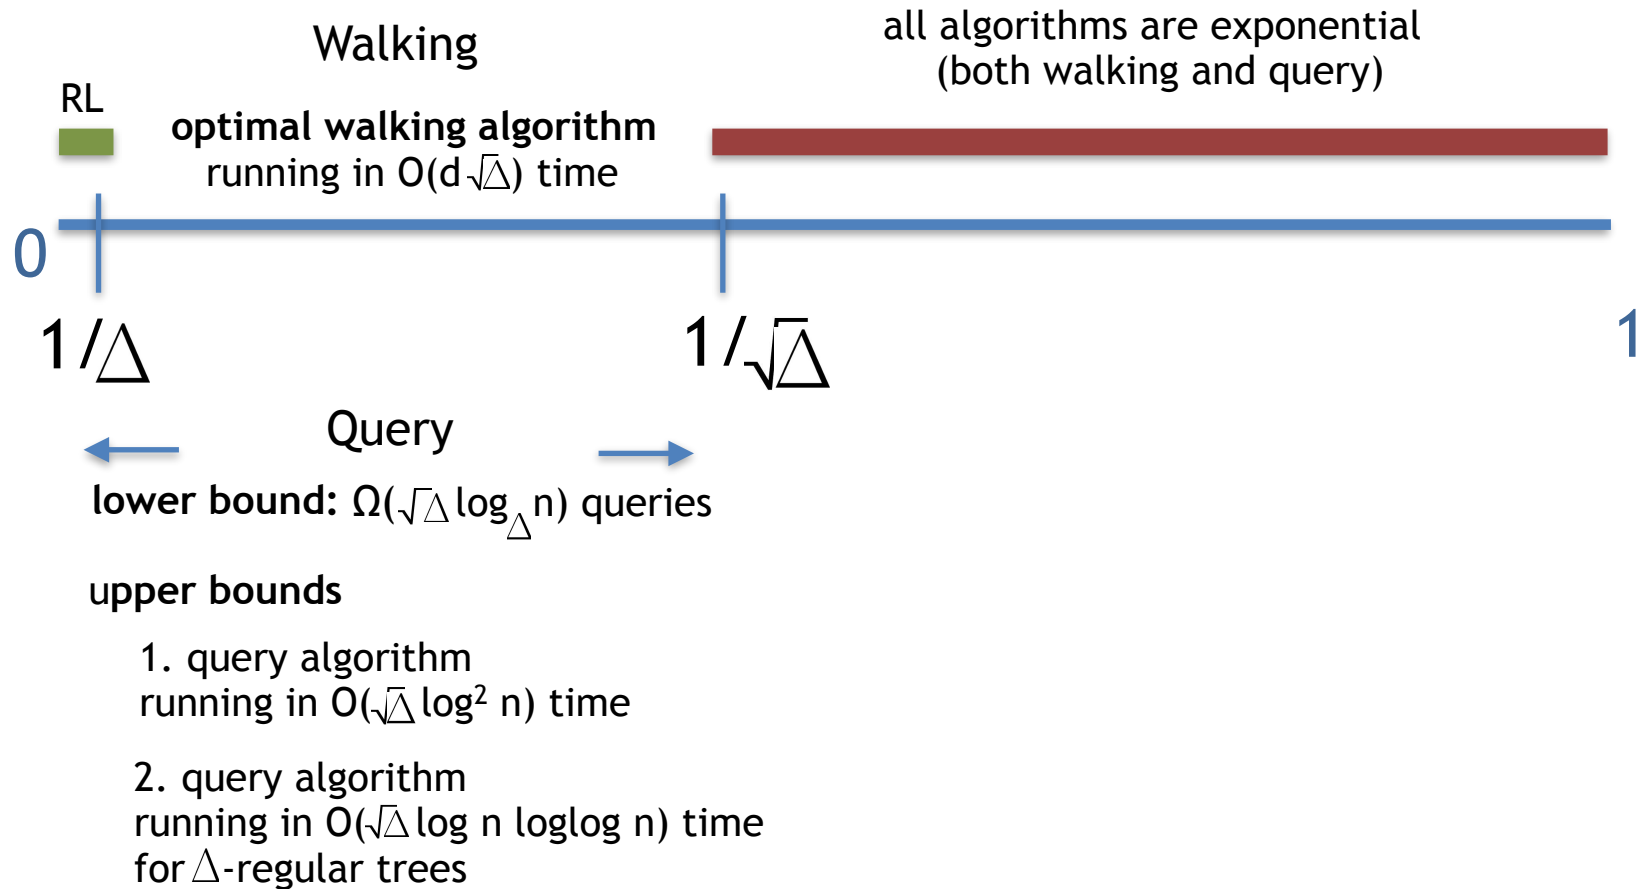 Walking
all algorithms are exponential
(both walking and query)
RL
optimal walking algorithm
running in O(d√Δ) time
0
1/Δ
1/√Δ
1
Query
lower bound: Ω(√Δ log_Δ n) queries
upper bounds
1. query algorithm
running in O(√Δ log² n) time
2. query algorithm
running in O(√Δ log n loglog n) time
for Δ-regular trees